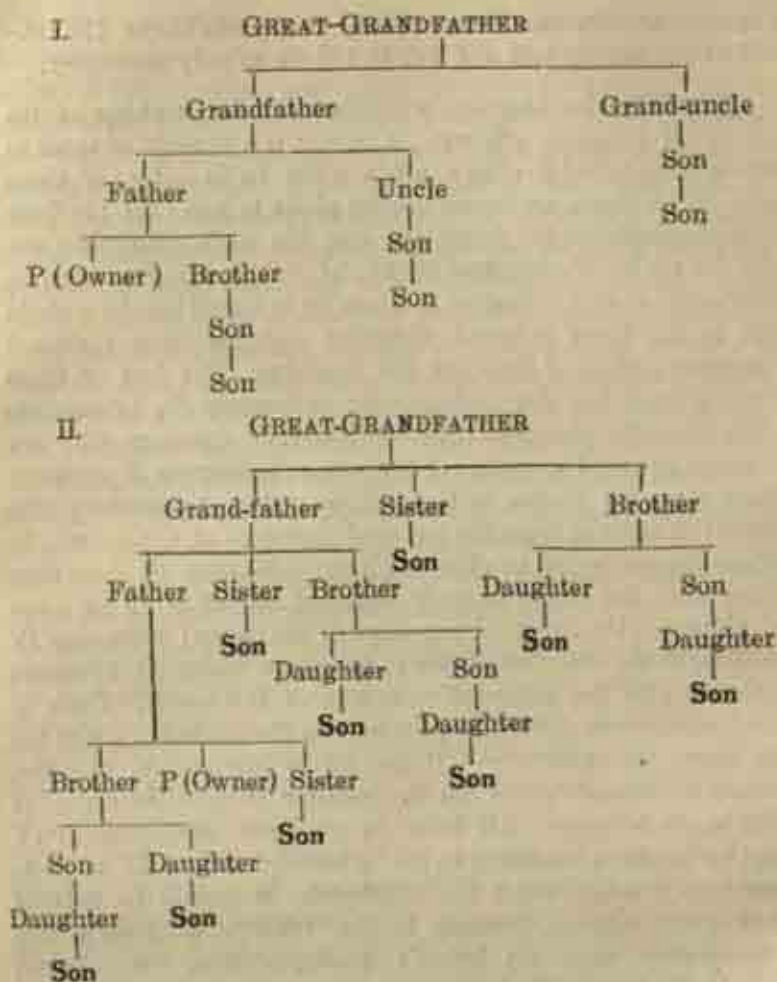 I. GREAT-GRANDFATHER
Grandfather Grand-uncle
Son
Father Uncle
Son
P (Owner) Brother Son
Son
Son
Son
II. GREAT-GRANDFATHER
Grand-father Sister Brother
Son
Father Sister Brother Daughter Son
Son Son Daughter
Daughter Son
Son
Son Daughter
Son
Brother P (Owner) Sister
Son
Son Daughter
Daughter Son
Son